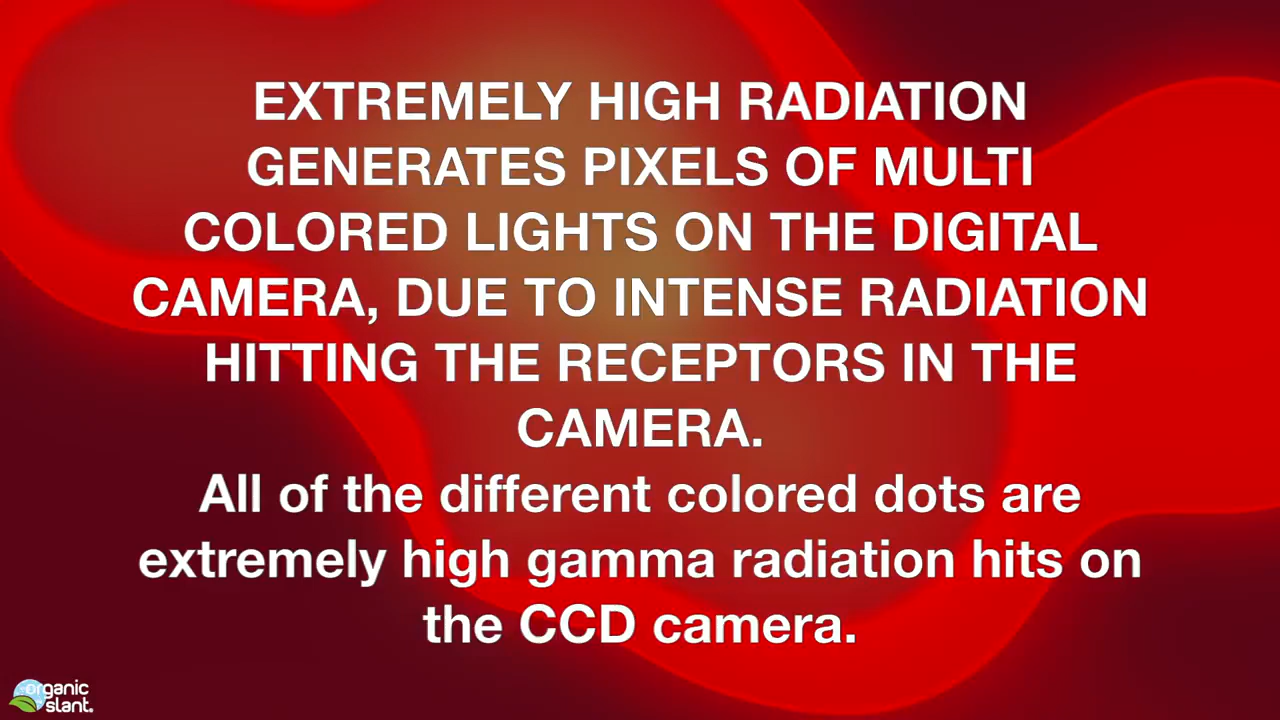 EXTREMELY HIGH RADIATION
GENERATES PIXELS OF MULTI
COLORED LIGHTS ON THE DIGITAL
CAMERA, DUE TO INTENSE RADIATION
HITTING THE RECEPTORS IN THE
CAMERA.
All of the different colored dots are
extremely high gamma radiation hits on
the CCD camera.
organic
slant.